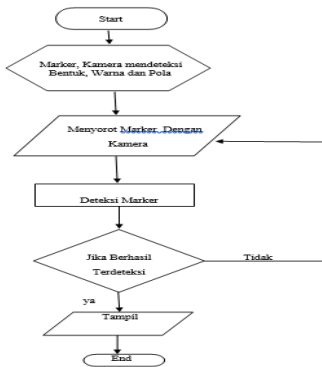 Start
Marker, Kamera mendeteksi
Bentuk, Warna dan Pola
Menyorot Marker Dengan
Kamera
Deteksi Marker
Jika Berhasil
Terdeteksi
Tidak
ya
Tampil
End